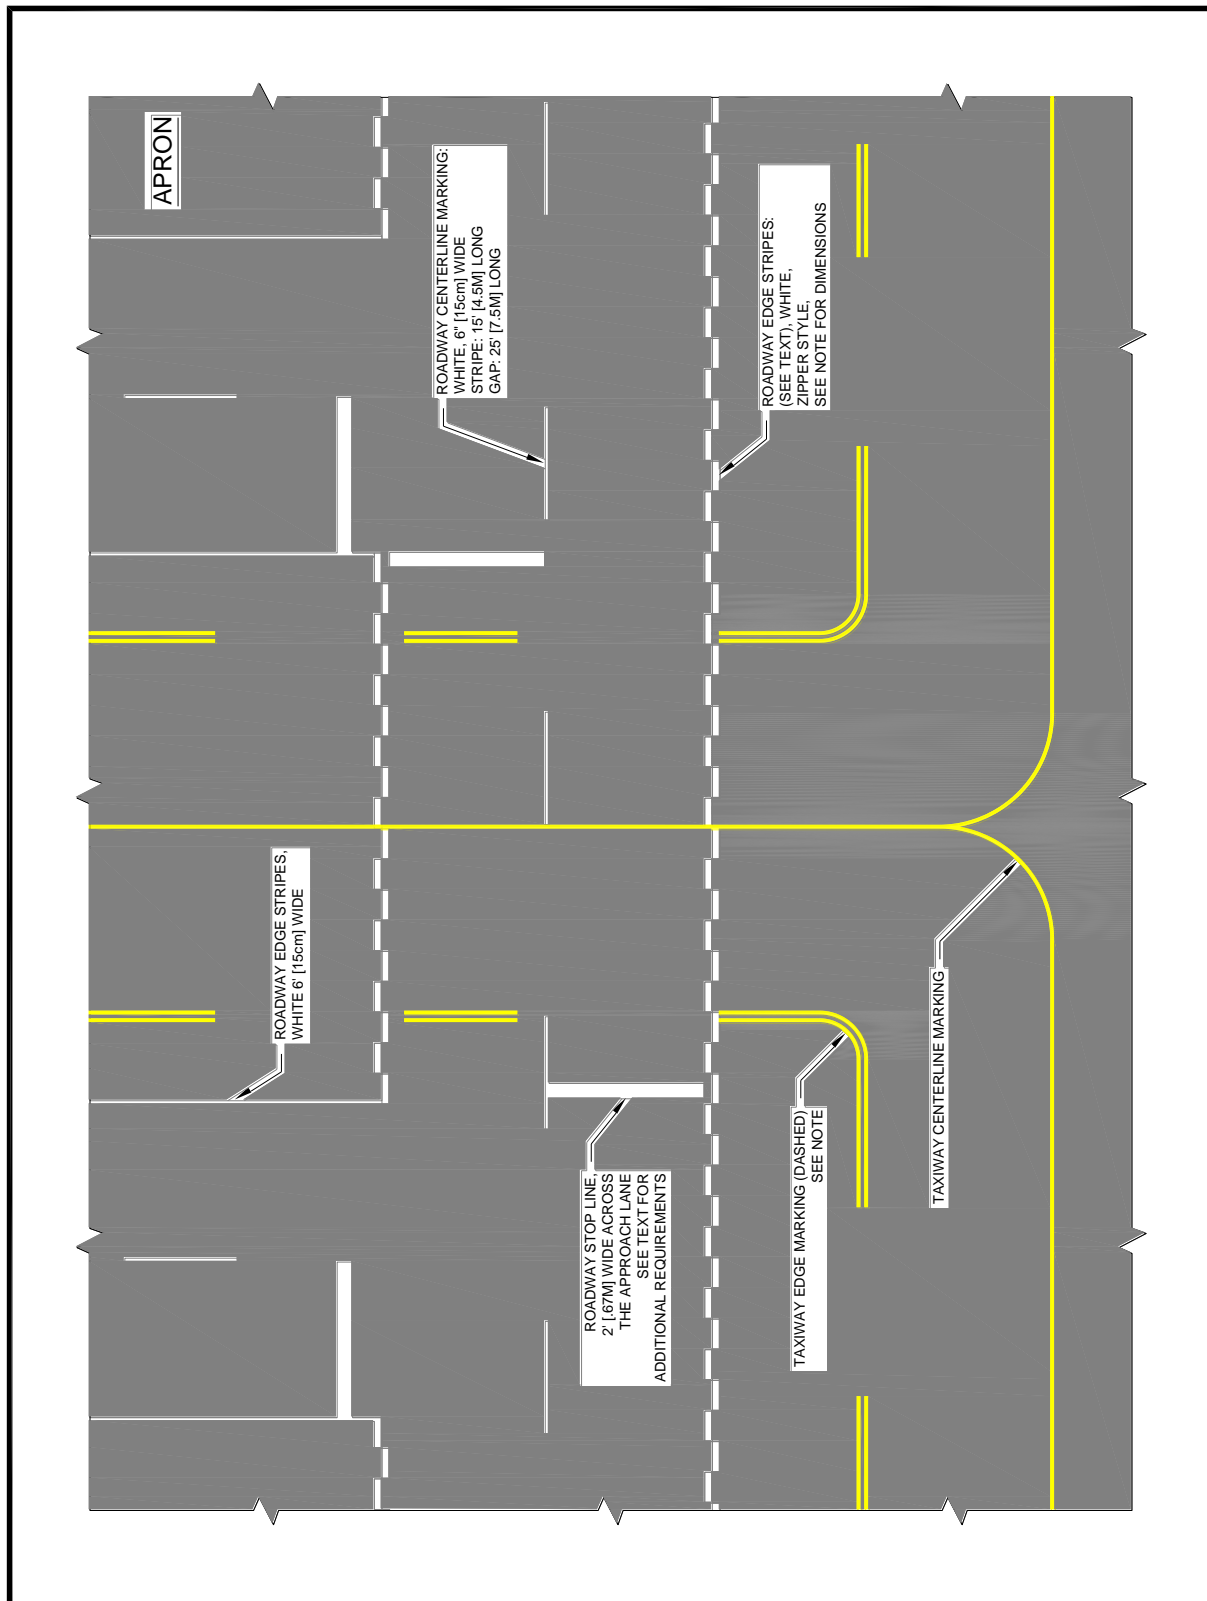 APRON
ROADWAY CENTERLINE MARKING:
WHITE, 6" [15cm] WIDE
STRIPE: 15' [4.5M] LONG
GAP: 25' [7.5M] LONG
ROADWAY EDGE STRIPES:
(SEE TEXT), WHITE,
ZIPPER STYLE,
SEE NOTE FOR DIMENSIONS
ROADWAY EDGE STRIPES,
WHITE 6' [15cm] WIDE
ROADWAY STOP LINE,
2' [.67M] WIDE ACROSS
THE APPROACH LANE
SEE TEXT FOR
ADDITIONAL REQUIREMENTS
TAXIWAY EDGE MARKING (DASHED)
SEE NOTE
TAXIWAY CENTERLINE MARKING